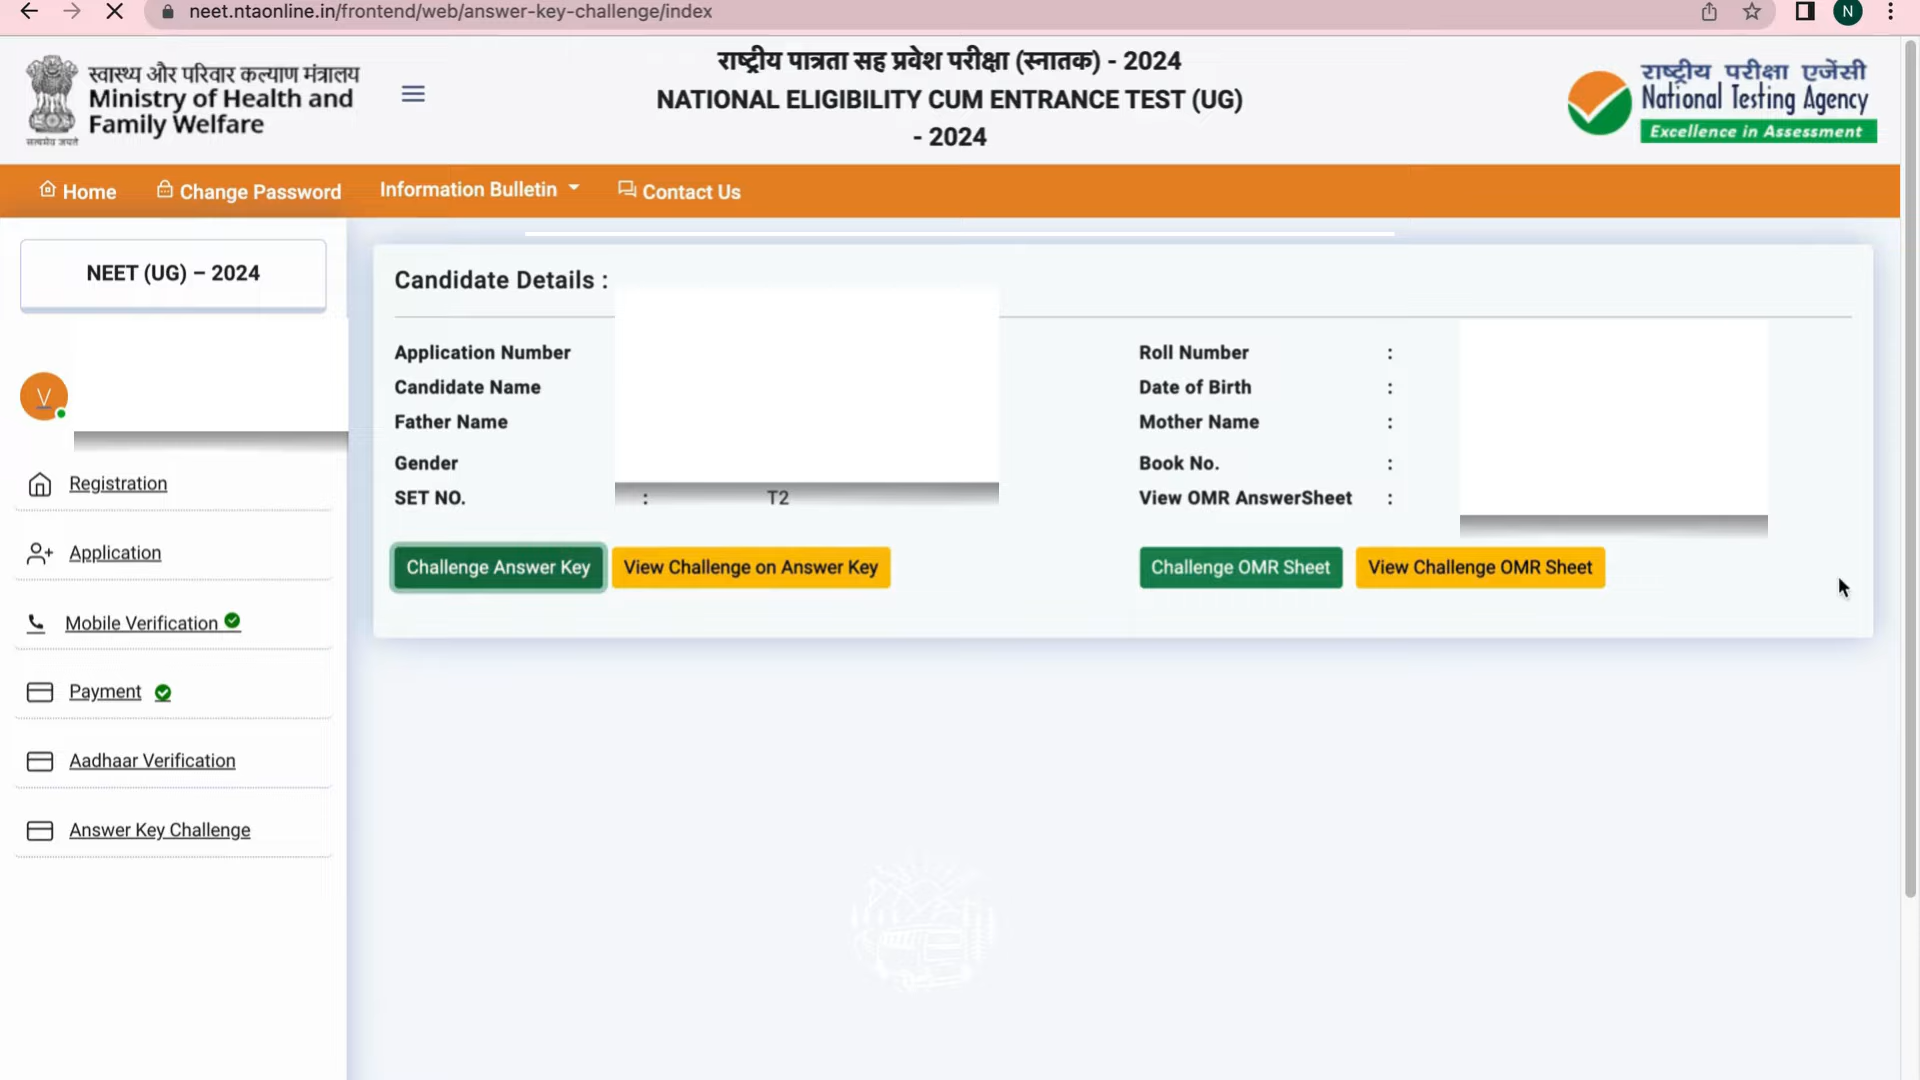 neet.ntaonline.in/frontend/web/answer-key-challenge/index
N
स्वास्थ्य और परिवार कल्याण मंत्रालय
Ministry of Health and
Family Welfare
सत्यमेव जयते
राष्ट्रीय पात्रता सह प्रवेश परीक्षा (स्नातक) - 2024
NATIONAL ELIGIBILITY CUM ENTRANCE TEST (UG)
- 2024
राष्ट्रीय परीक्षा एजेंसी
National Testing Agency
Excellence in Assessment
Home Change Password Information Bulletin Contact Us
NEET (UG) – 2024
V
Registration
Application
Mobile Verification
Payment
Aadhaar Verification
Answer Key Challenge
Candidate Details :
Application Number Roll Number :
Candidate Name Date of Birth :
Father Name Mother Name :
Gender Book No. :
SET NO. : T2 View OMR AnswerSheet :
Challenge Answer Key View Challenge on Answer Key Challenge OMR Sheet View Challenge OMR Sheet